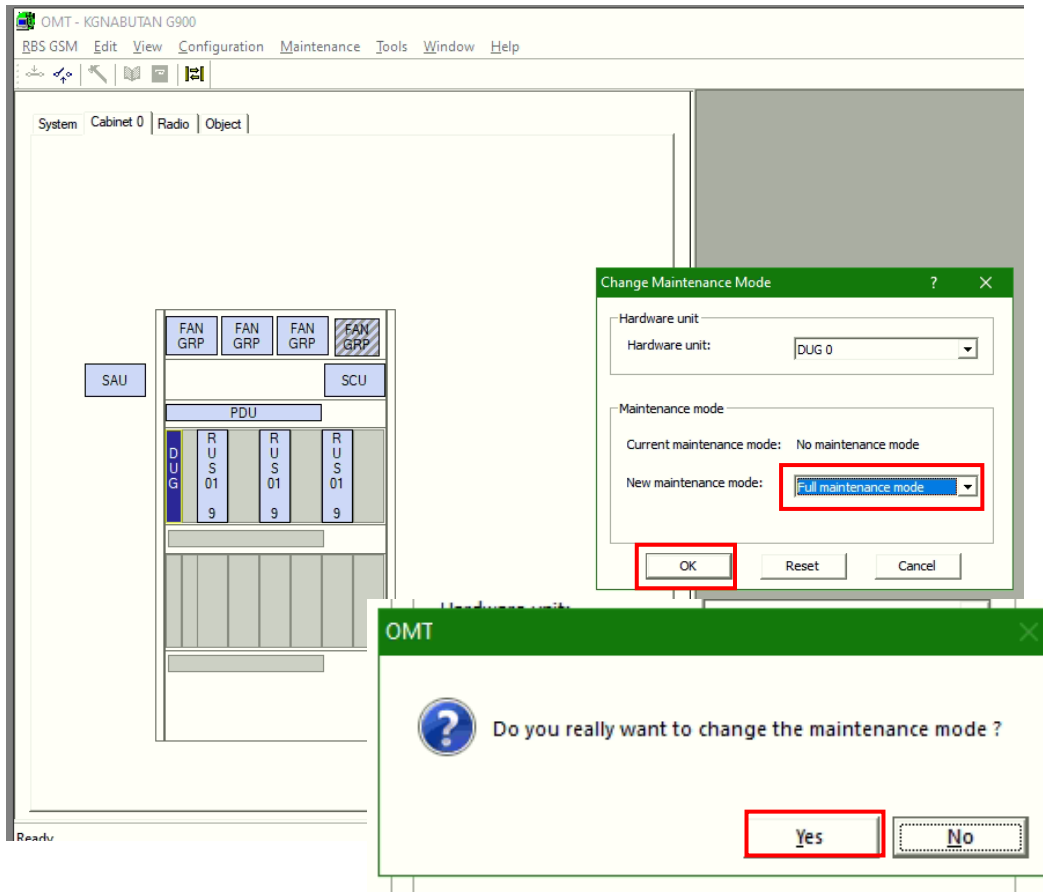 OMT - KGNABUTAN G900
RBS GSM Edit View Configuration Maintenance Tools Window Help
System Cabinet 0 Radio Object
FAN GRP
FAN GRP
FAN GRP
FAN GRP
SAU
SCU
PDU
DUG
RUS 01 9
RUS 01 9
RUS 01 9
Ready
Change Maintenance Mode ?
Hardware unit
Hardware unit: DUG 0
Maintenance mode
Current maintenance mode: No maintenance mode
New maintenance mode: Full maintenance mode
OK Reset Cancel
Hardware unit:
OMT
Do you really want to change the maintenance mode ?
Yes No